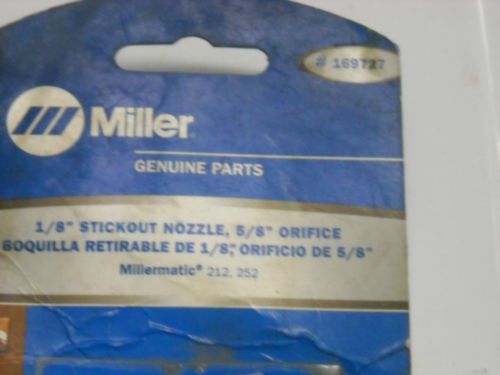 # 169727
Miller
GENUINE PARTS
1/8" STICKOUT NOZZLE, 5/8" ORIFICE
BOQUILLA RETIRABLE DE 1/8", ORIFICIO DE 5/8"
Millermatic® 212, 252